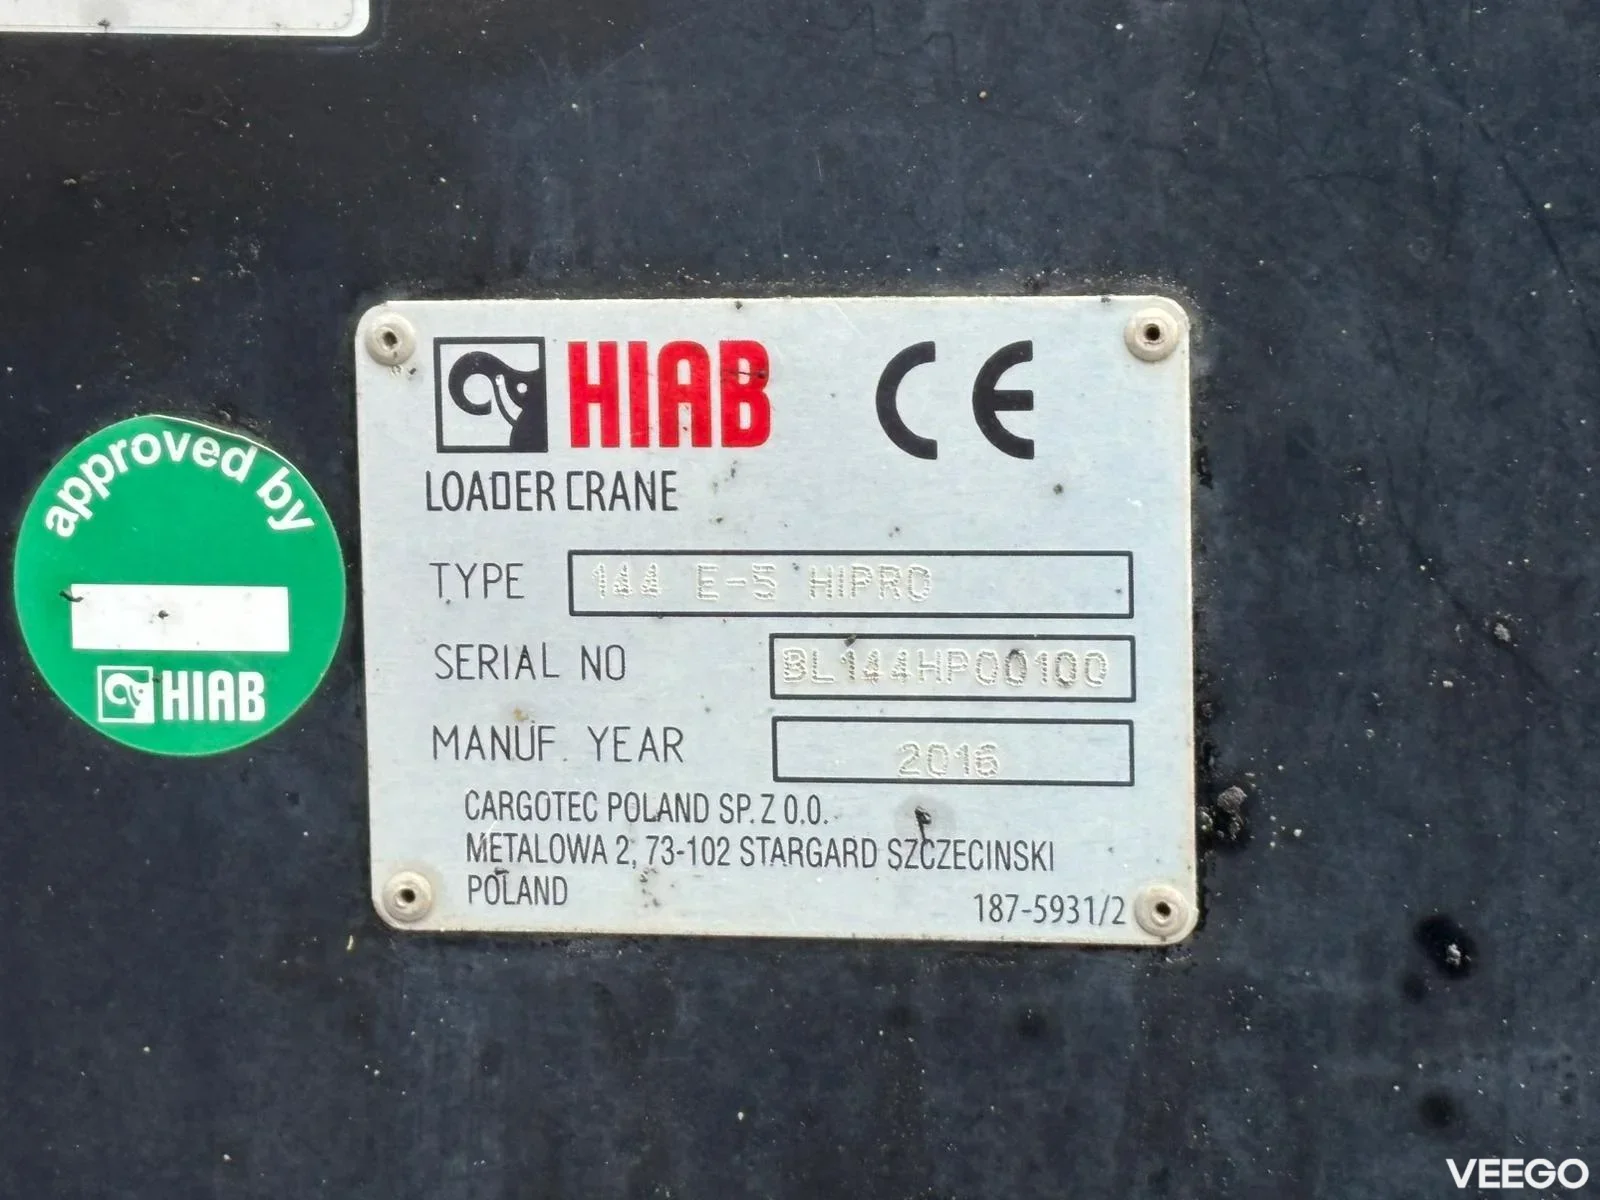 approved by
HIAB
HIAB CE
LOADER CRANE
TYPE 144 E-5 HIPRO
SERIAL NO BL144HP00100
MANUF. YEAR 2016
CARGOTEC POLAND SP. Z O.O.
METALOWA 2, 73-102 STARGARD SZCZECINSKI
POLAND
187-5931/2
VEEGO